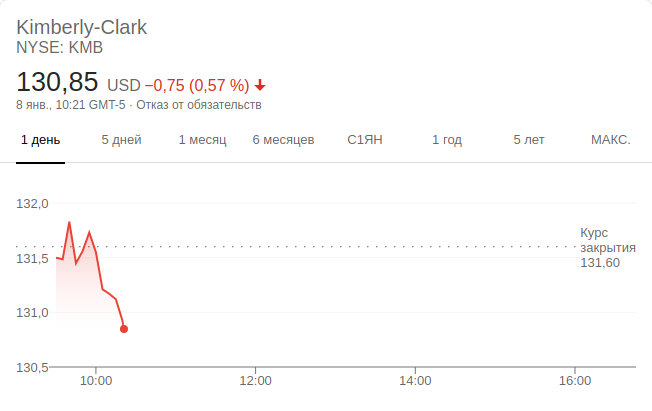 Kimberly-Clark
NYSE: KMB
130,85 USD −0,75 (0,57 %)
8 янв., 10:21 GMT-5 · Отказ от обязательств
1 день 5 дней 1 месяц 6 месяцев С1ЯН 1 год 5 лет МАКС.
132,0
Курс
закрытия
131,5
131,60
131,0
130,5
10:00 12:00 14:00 16:00